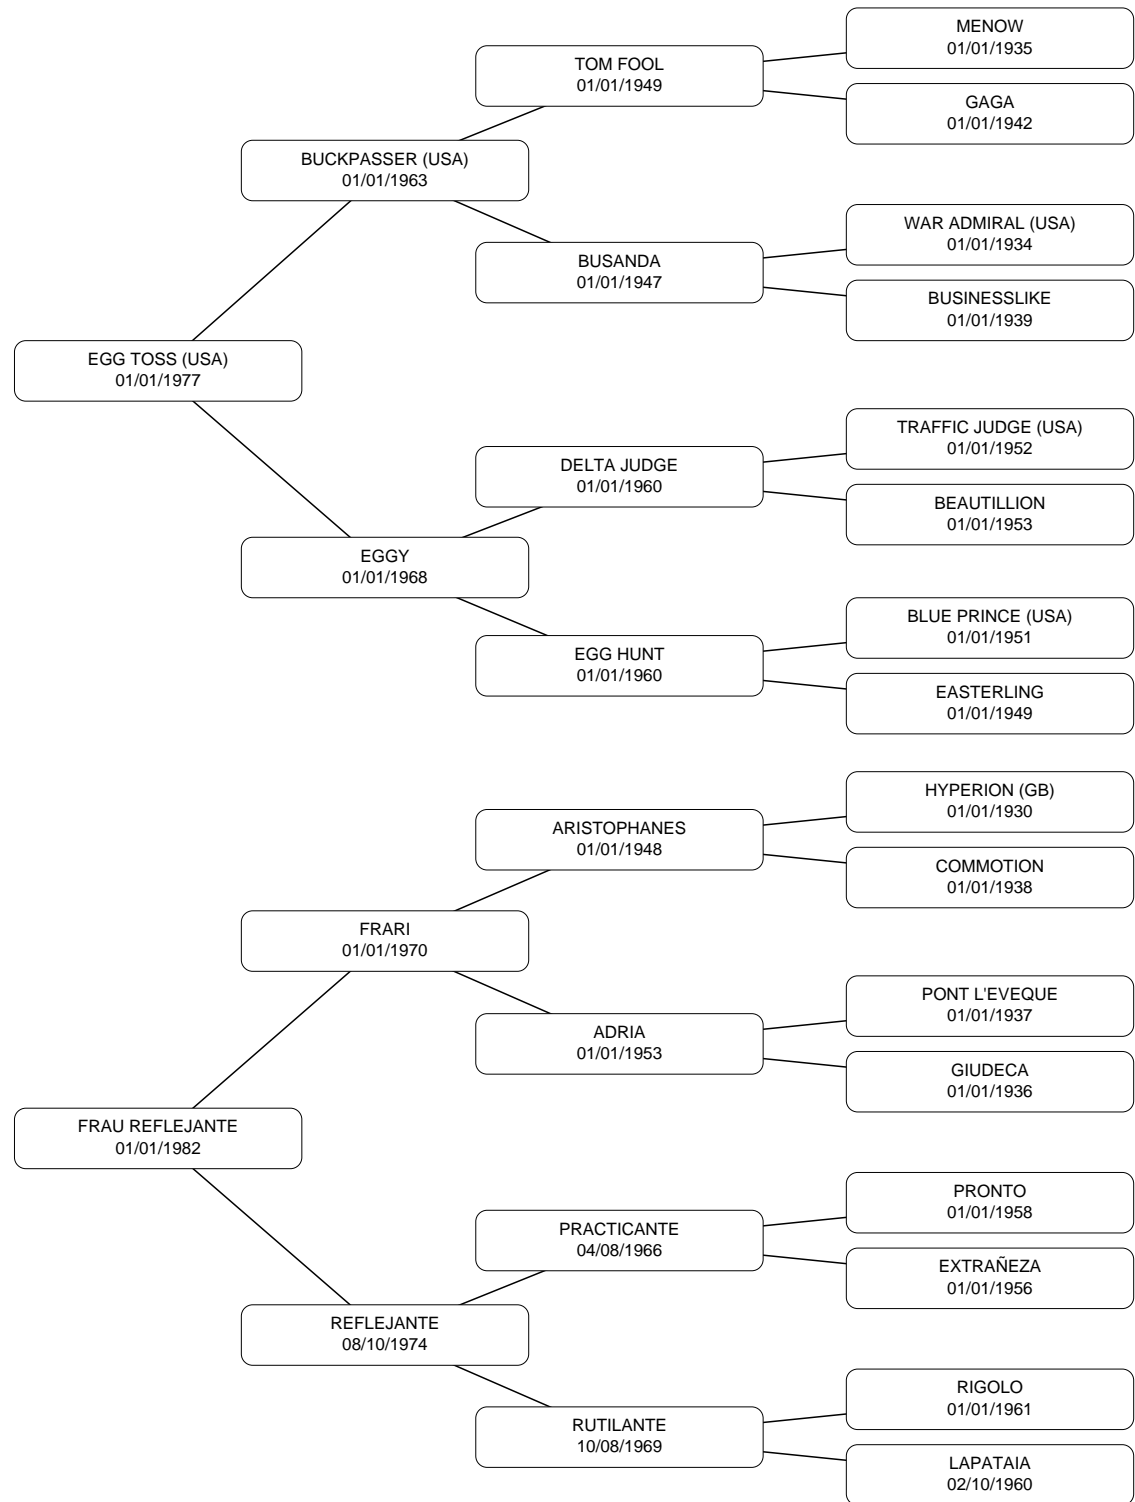 MENOW
01/01/1935
TOM FOOL
01/01/1949
GAGA
01/01/1942
BUCKPASSER (USA)
01/01/1963
WAR ADMIRAL (USA)
01/01/1934
BUSANDA
01/01/1947
BUSINESSLIKE
01/01/1939
EGG TOSS (USA)
01/01/1977
TRAFFIC JUDGE (USA)
01/01/1952
DELTA JUDGE
01/01/1960
BEAUTILLION
01/01/1953
EGGY
01/01/1968
BLUE PRINCE (USA)
01/01/1951
EGG HUNT
01/01/1960
EASTERLING
01/01/1949
HYPERION (GB)
01/01/1930
ARISTOPHANES
01/01/1948
COMMOTION
01/01/1938
FRARI
01/01/1970
PONT L'EVEQUE
01/01/1937
ADRIA
01/01/1953
GIUDECA
01/01/1936
FRAU REFLEJANTE
01/01/1982
PRONTO
01/01/1958
PRACTICANTE
04/08/1966
EXTRAÑEZA
01/01/1956
REFLEJANTE
08/10/1974
RIGOLO
01/01/1961
RUTILANTE
10/08/1969
LAPATAIA
02/10/1960